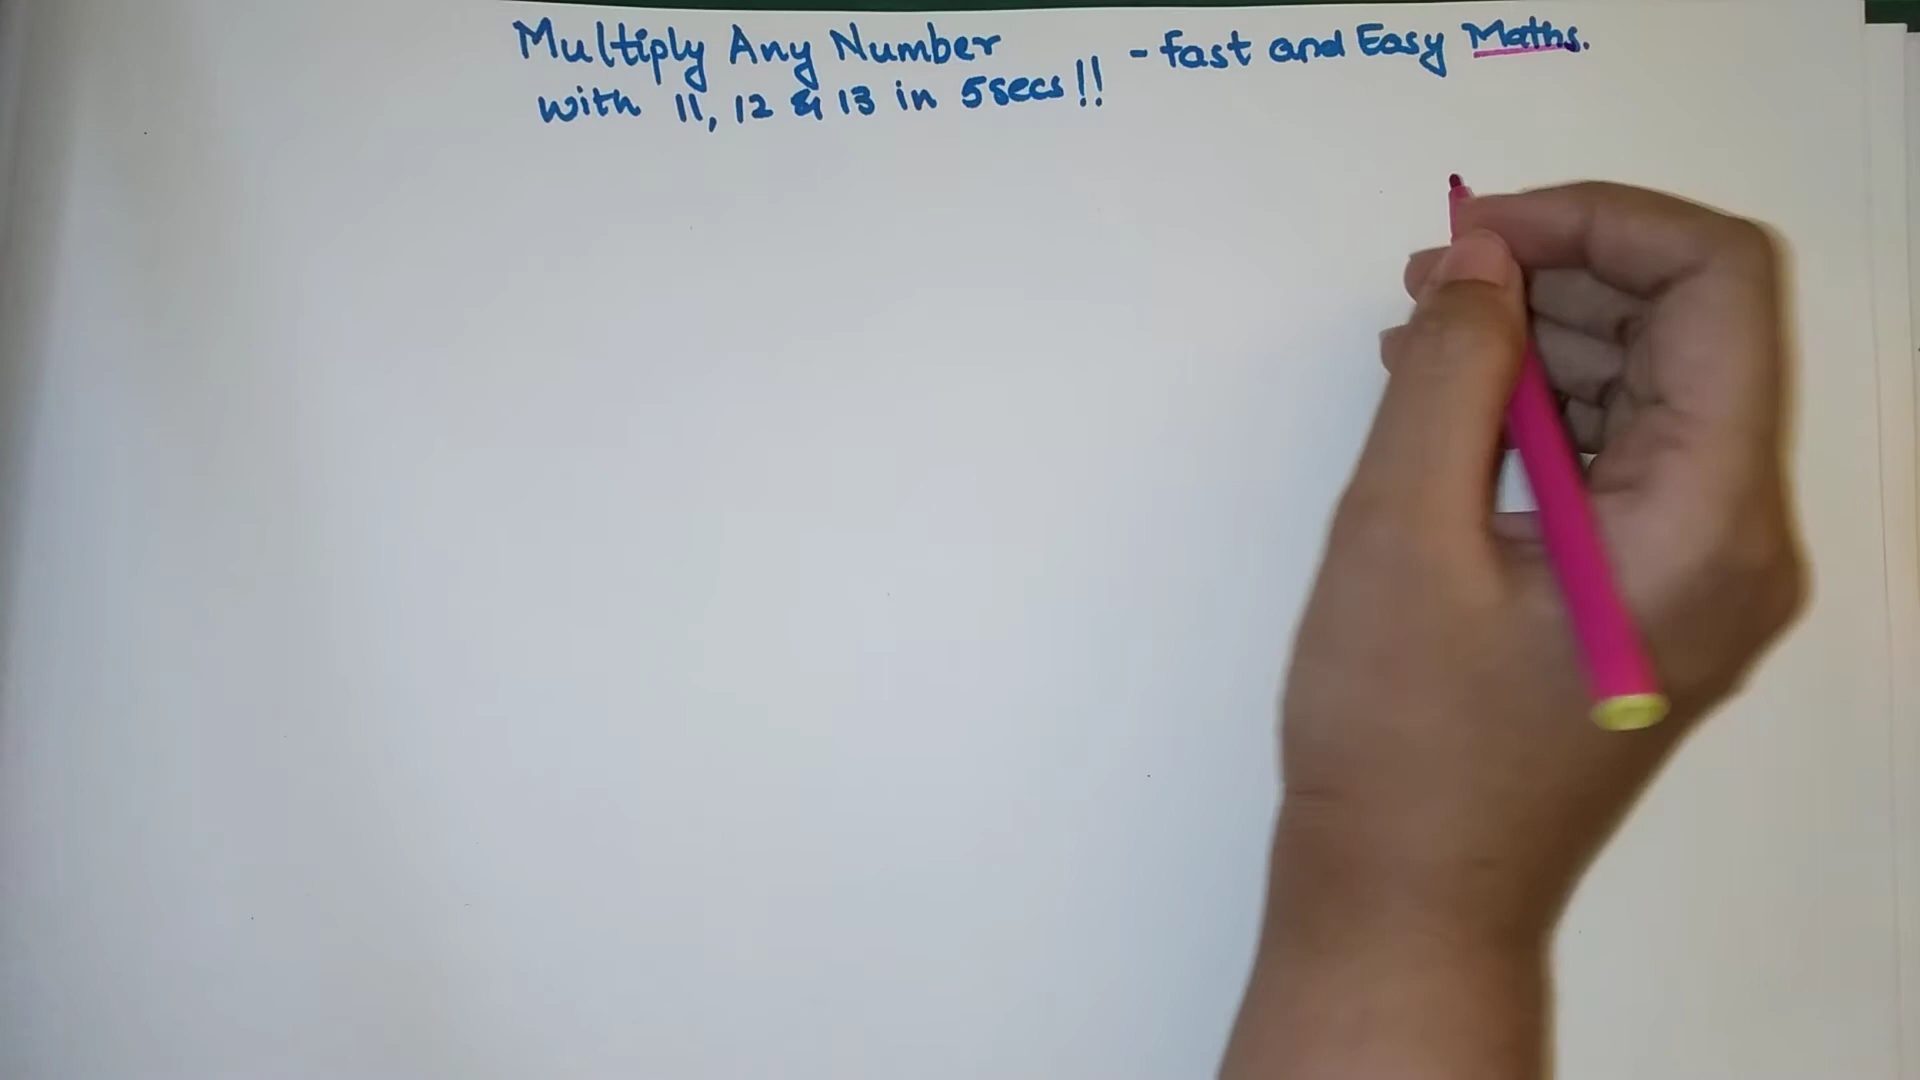 Multiply Any Number - fast and Easy Maths.
with 11, 12 & 13 in 5secs!!